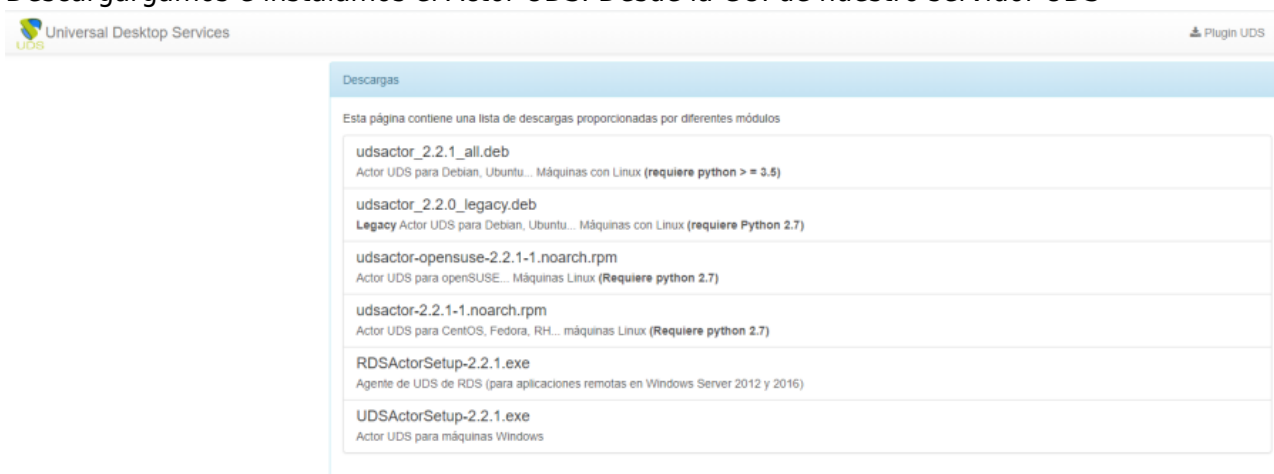 Descargargamos e instalamos el Actor UDS. Desde la GUI de nuestro servidor UDS
UDS
Universal Desktop Services
Plugin UDS
Descargas
Esta página contiene una lista de descargas proporcionadas por diferentes módulos
udsactor_2.2.1_all.deb
Actor UDS para Debian, Ubuntu... Máquinas con Linux (requiere python > = 3.5)
udsactor_2.2.0_legacy.deb
Legacy Actor UDS para Debian, Ubuntu... Máquinas con Linux (requiere Python 2.7)
udsactor-opensuse-2.2.1-1.noarch.rpm
Actor UDS para openSUSE... Máquinas Linux (Requiere python 2.7)
udsactor-2.2.1-1.noarch.rpm
Actor UDS para CentOS, Fedora, RH... máquinas Linux (Requiere python 2.7)
RDSActorSetup-2.2.1.exe
Agente de UDS de RDS (para aplicaciones remotas en Windows Server 2012 y 2016)
UDSActorSetup-2.2.1.exe
Actor UDS para máquinas Windows